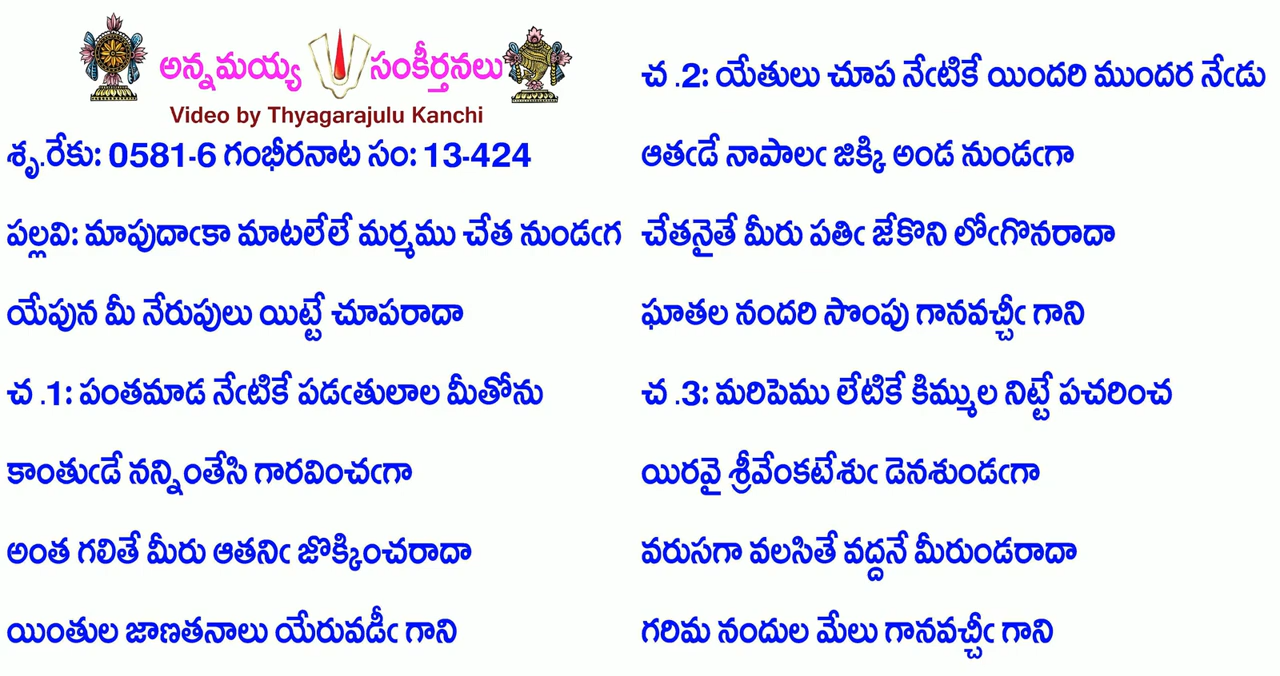 అన్నమయ్య సంకీర్తనలు
Video by Thyagarajulu Kanchi
శృ.రేకు: 0581-6 గంభీరనాట సం: 13-424
పల్లవి: మాపుదాఁకా మాటలేలే మర్మము చేత నుండఁగ
యేపున మీ నేరుపులు యిట్టే చూపరాదా
చ .1: పంతమాడ నేఁటికే పడఁతులాల మీతోను
కాంతుఁడే నన్నింతేసి గారవించఁగా
అంత గలితే మీరు ఆతనిఁ జొక్కించరాదా
యింతుల జాణతనాలు యేరువడీఁ గాని
చ .2: యేతులు చూప నేఁటికే యిందరి ముందర నేఁడు
ఆతఁడే నాపాలఁ జిక్కి అండ నుండఁగా
చేతనైతే మీరు పతిఁ జేకొని లోఁగొనరాదా
ఘాతల నందరి సొంపు గానవచ్చీఁ గాని
చ .3: మరిపెము లేటికే కిమ్ముల నిట్టే పచరించ
యిరవై శ్రీవేంకటేశుఁ డెనశుండఁగా
వరుసగా వలసితే వద్దనే మీరుండరాదా
గరిమ నందుల మేలు గానవచ్చీఁ గాని